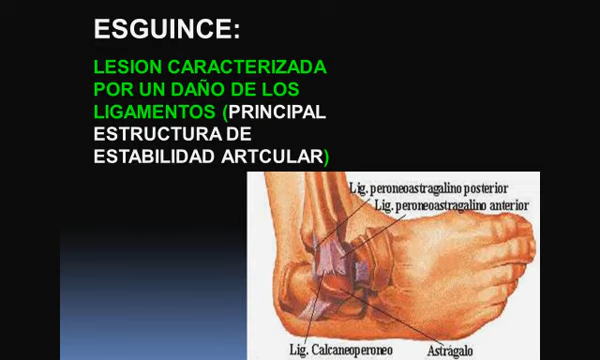 ESGUINCE:
LESION CARACTERIZADA
POR UN DAÑO DE LOS
LIGAMENTOS (PRINCIPAL
ESTRUCTURA DE
ESTABILIDAD ARTCULAR)
Lig. peroneoastragalino posterior
Lig. peroneoastragalino anterior
Lig. Calcaneoperoneo
Astrágalo